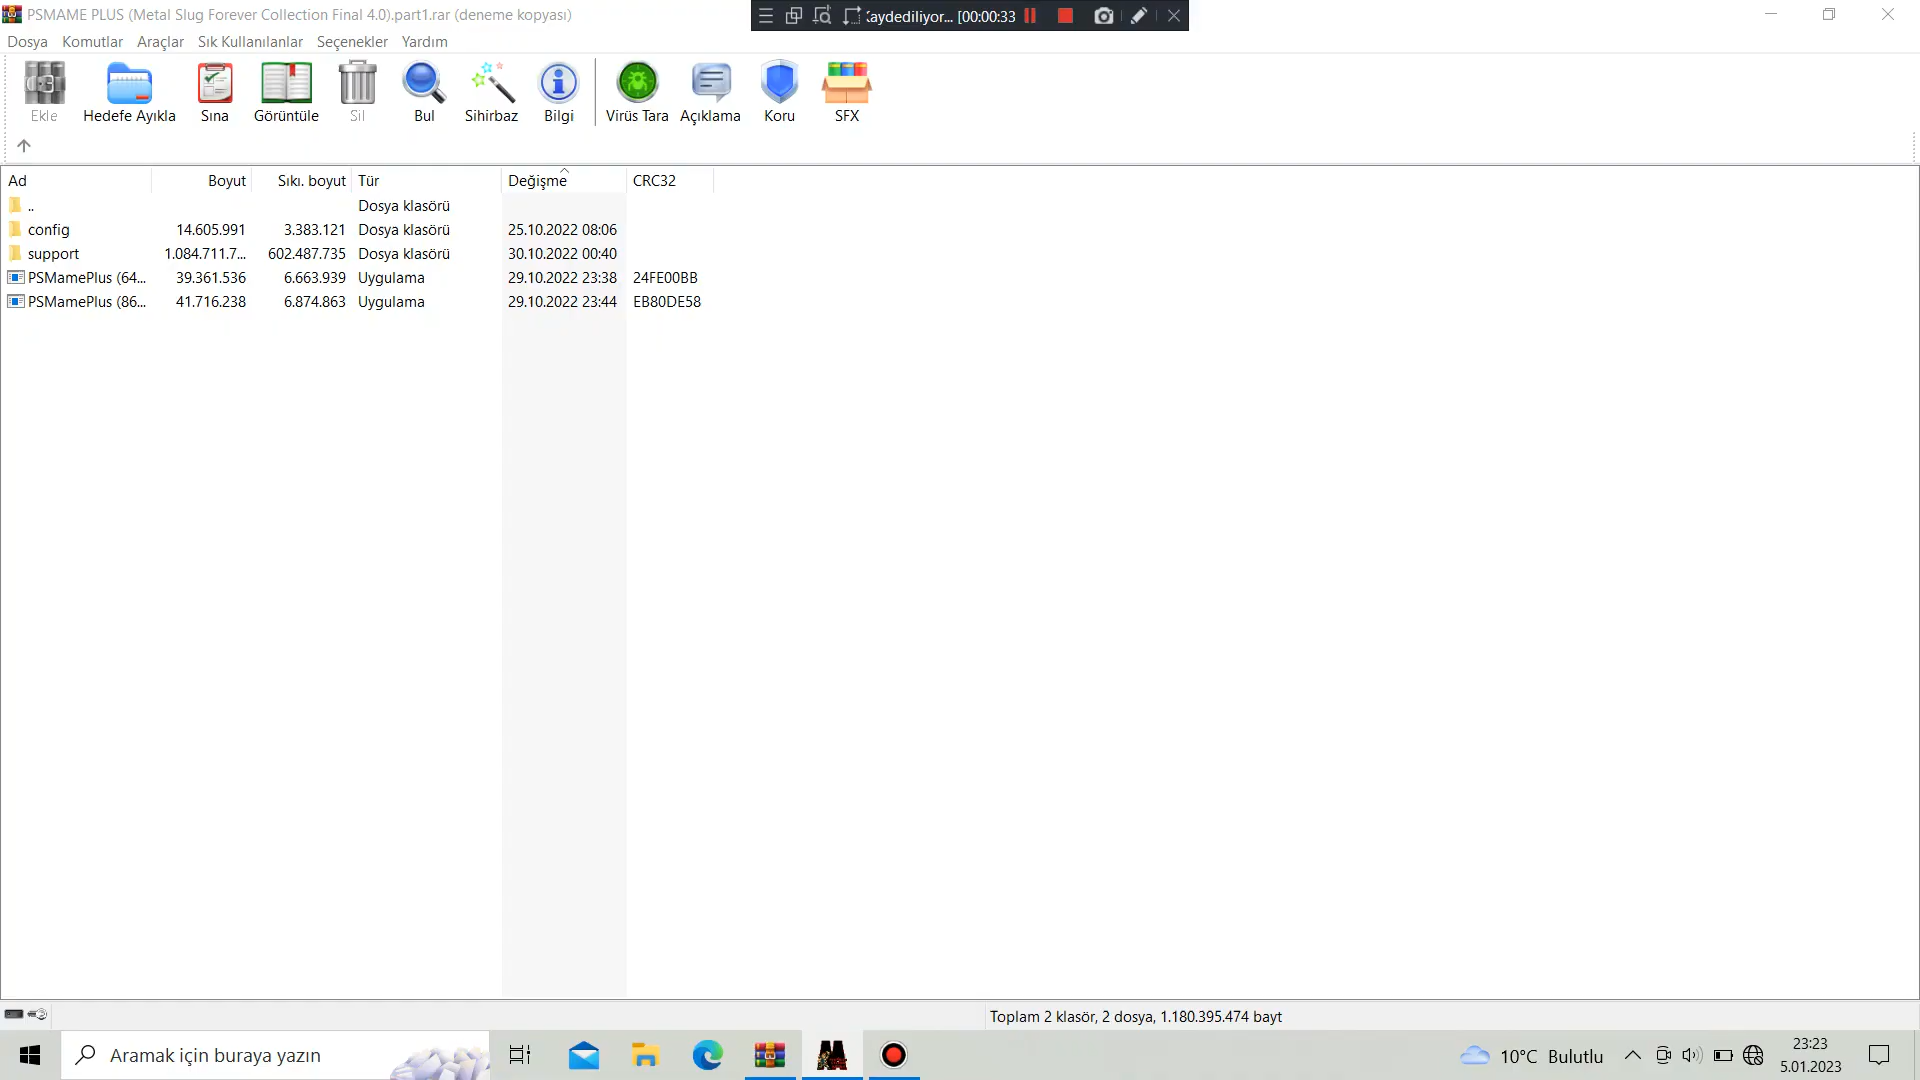 PSMAME PLUS (Metal Slug Forever Collection Final 4.0).part1.rar (deneme kopyası)
Kaydediliyor... [00:00:33
Dosya Komutlar Araçlar Sık Kullanılanlar Seçenekler Yardım
Ekle Hedefe Ayıkla Sına Görüntüle Sil Bul Sihirbaz Bilgi Virüs Tara Açıklama Koru SFX
Ad Boyut Sıkı. boyut Tür Değişme CRC32
.. Dosya klasörü
config 14.605.991 3.383.121 Dosya klasörü 25.10.2022 08:06
support 1.084.711.7... 602.487.735 Dosya klasörü 30.10.2022 00:40
PSMamePlus (64... 39.361.536 6.663.939 Uygulama 29.10.2022 23:38 24FE00BB
PSMamePlus (86... 41.716.238 6.874.863 Uygulama 29.10.2022 23:44 EB80DE58
Toplam 2 klasör, 2 dosya, 1.180.395.474 bayt
Aramak için buraya yazın
10°C Bulutlu
23:23
5.01.2023